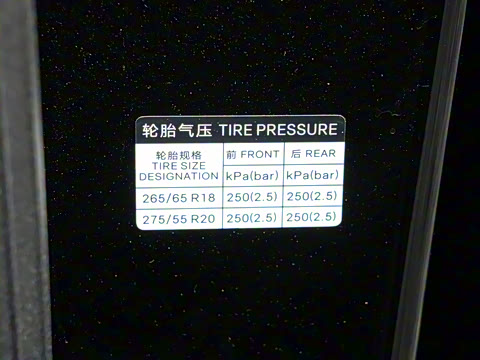 轮胎气压 TIRE PRESSURE
轮胎规格 TIRE SIZE DESIGNATION 前 FRONT kPa(bar) 后 REAR kPa(bar)
265/65 R18 250(2.5) 250(2.5)
275/55 R20 250(2.5) 250(2.5)